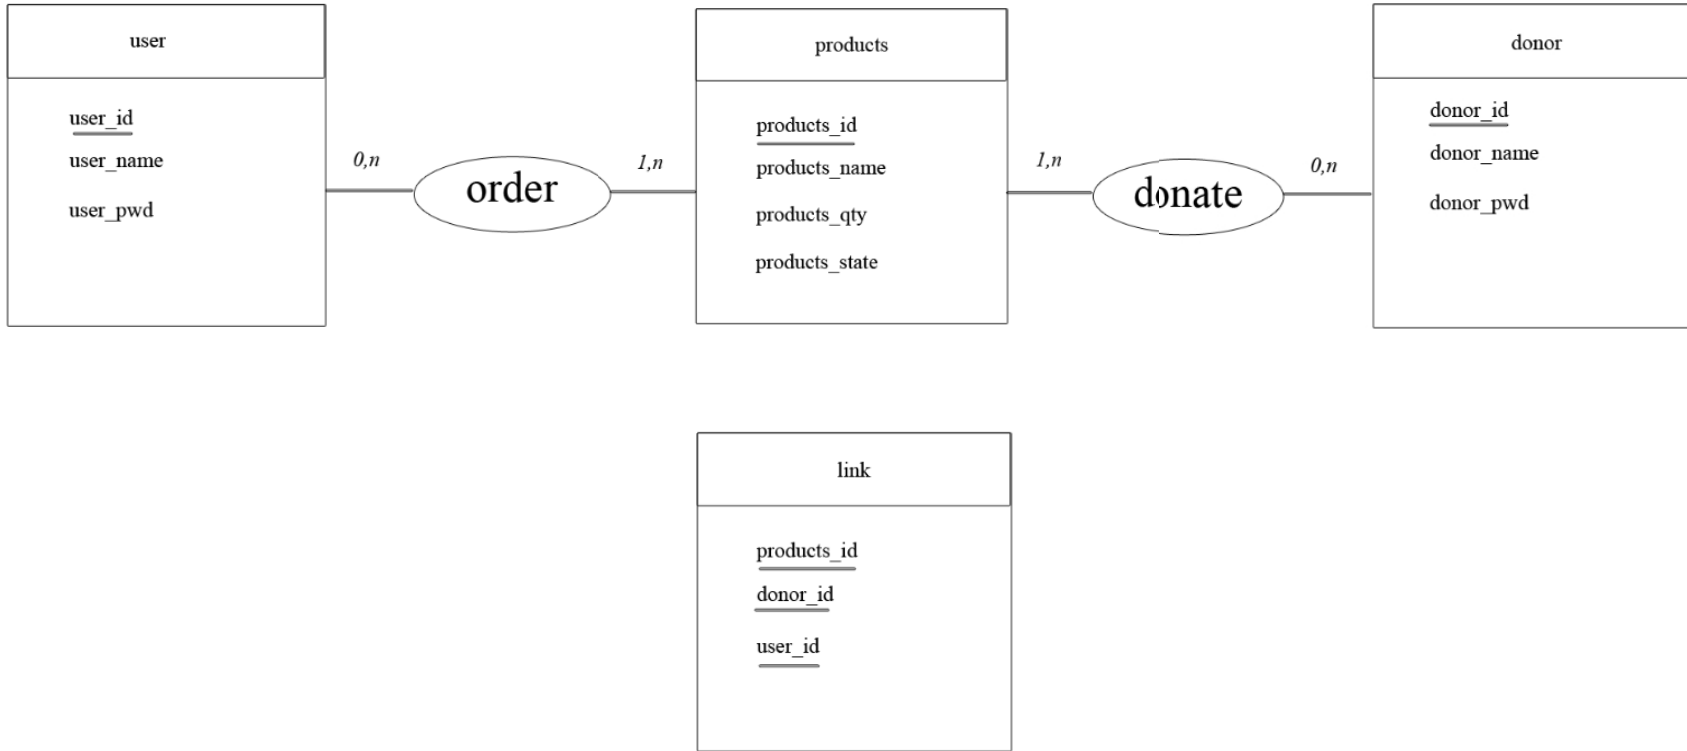 user
user_id
user_name
user_pwd
0,n
order
1,n
products
products_id
products_name
products_qty
products_state
1,n
donate
0,n
donor
donor_id
donor_name
donor_pwd
link
products_id
donor_id
user_id